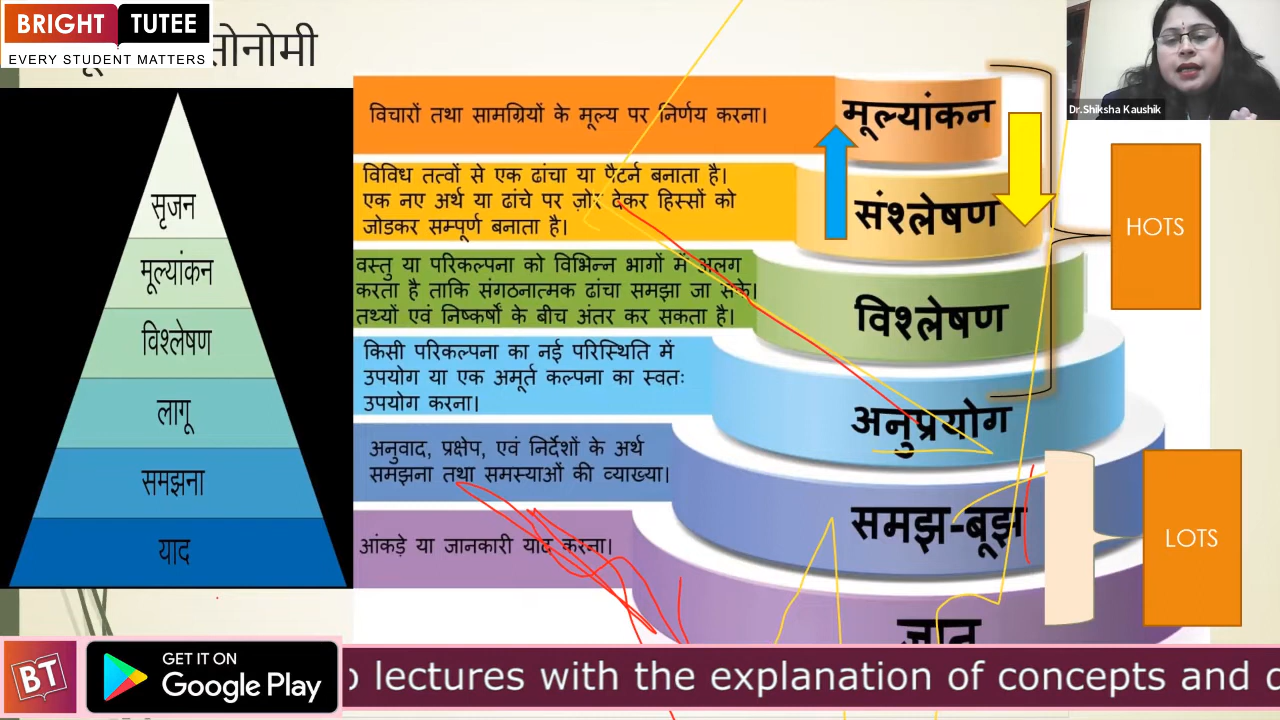 BRIGHT TUTEE
EVERY STUDENT MATTERS
सोनोमी
Dr.Shiksha Kaushik
सृजन
मूल्यांकन
विश्लेषण
लागू
समझना
याद
विचारों तथा सामग्रियों के मूल्य पर निर्णय करना।
मूल्यांकन
विविध तत्वों से एक ढांचा या पैटर्न बनाता है।
एक नए अर्थ या ढांचे पर ज़ोर देकर हिस्सों को
जोडकर सम्पूर्ण बनाता है।
संश्लेषण
वस्तु या परिकल्पना को विभिन्न भागों में अलग
करता है ताकि संगठनात्मक ढांचा समझा जा सके।
तथ्यों एवं निष्कर्षों के बीच अंतर कर सकता है।
विश्लेषण
किसी परिकल्पना का नई परिस्थिति में
उपयोग या एक अमूर्त कल्पना का स्वतः
उपयोग करना।
अनुप्रयोग
अनुवाद, प्रक्षेप, एवं निर्देशों के अर्थ
समझना तथा समस्याओं की व्याख्या।
समझ-बूझ
आंकड़े या जानकारी याद करना।
ज्ञान
HOTS
LOTS
BT
GET IT ON
Google Play
lectures with the explanation of concepts and